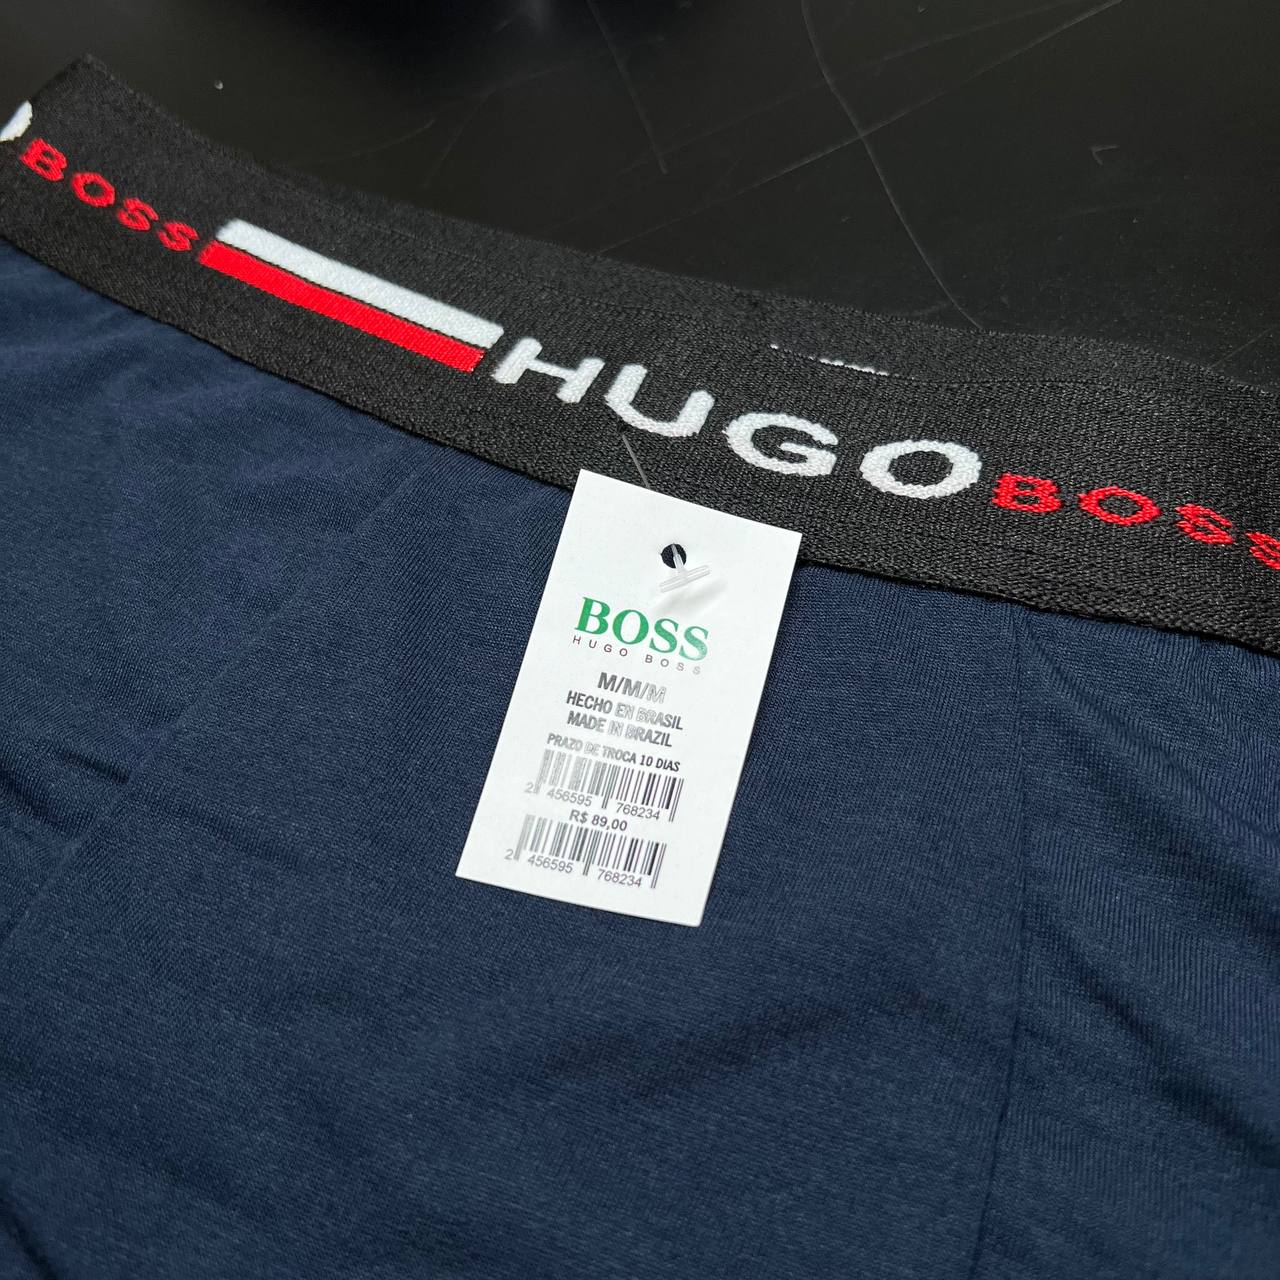 BOSS
HUGO BOSS
BOSS
HUGO BOSS
M/M/M
HECHO EN BRASIL
MADE IN BRAZIL
PRAZO DE TROCA 10 DIAS
2 456595 768234
R$ 89,00
2 456595 768234